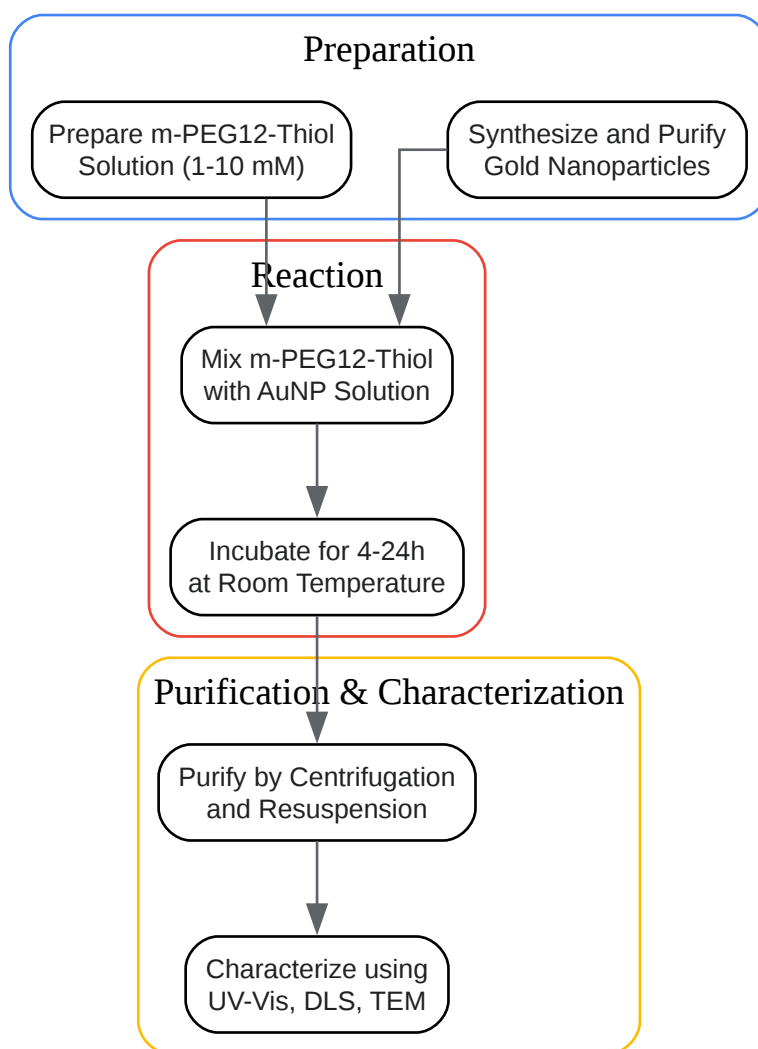 Preparation
Prepare m-PEG12-Thiol
Solution (1-10 mM)
Synthesize and Purify
Gold Nanoparticles
Reaction
Mix m-PEG12-Thiol
with AuNP Solution
Incubate for 4-24h
at Room Temperature
Purification & Characterization
Purify by Centrifugation
and Resuspension
Characterize using
UV-Vis, DLS, TEM